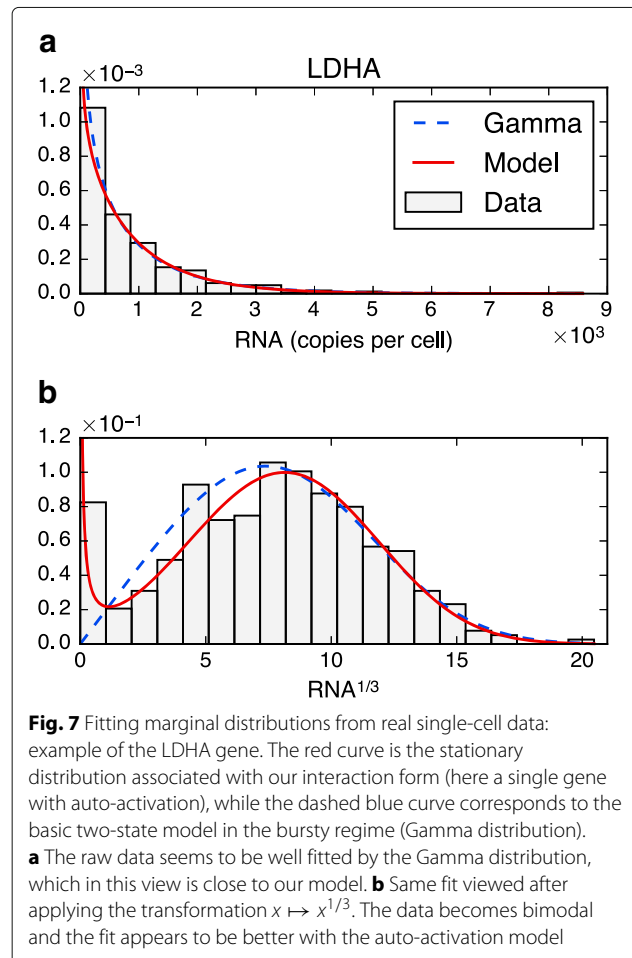 a
×10⁻³
LDHA
1.2
1.0
0.8
0.6
0.4
0.2
0.0
Gamma
Model
Data
0 1 2 3 4 5 6 7 8 9
RNA (copies per cell)
×10³
b
×10⁻¹
1.2
1.0
0.8
0.6
0.4
0.2
0.0
0 5 10 15 20
RNA¹ᐟ³
Fig. 7 Fitting marginal distributions from real single-cell data:
example of the LDHA gene. The red curve is the stationary
distribution associated with our interaction form (here a single gene
with auto-activation), while the dashed blue curve corresponds to the
basic two-state model in the bursty regime (Gamma distribution).
a The raw data seems to be well fitted by the Gamma distribution,
which in this view is close to our model. b Same fit viewed after
applying the transformation x ↦ x¹ᐟ³. The data becomes bimodal
and the fit appears to be better with the auto-activation model